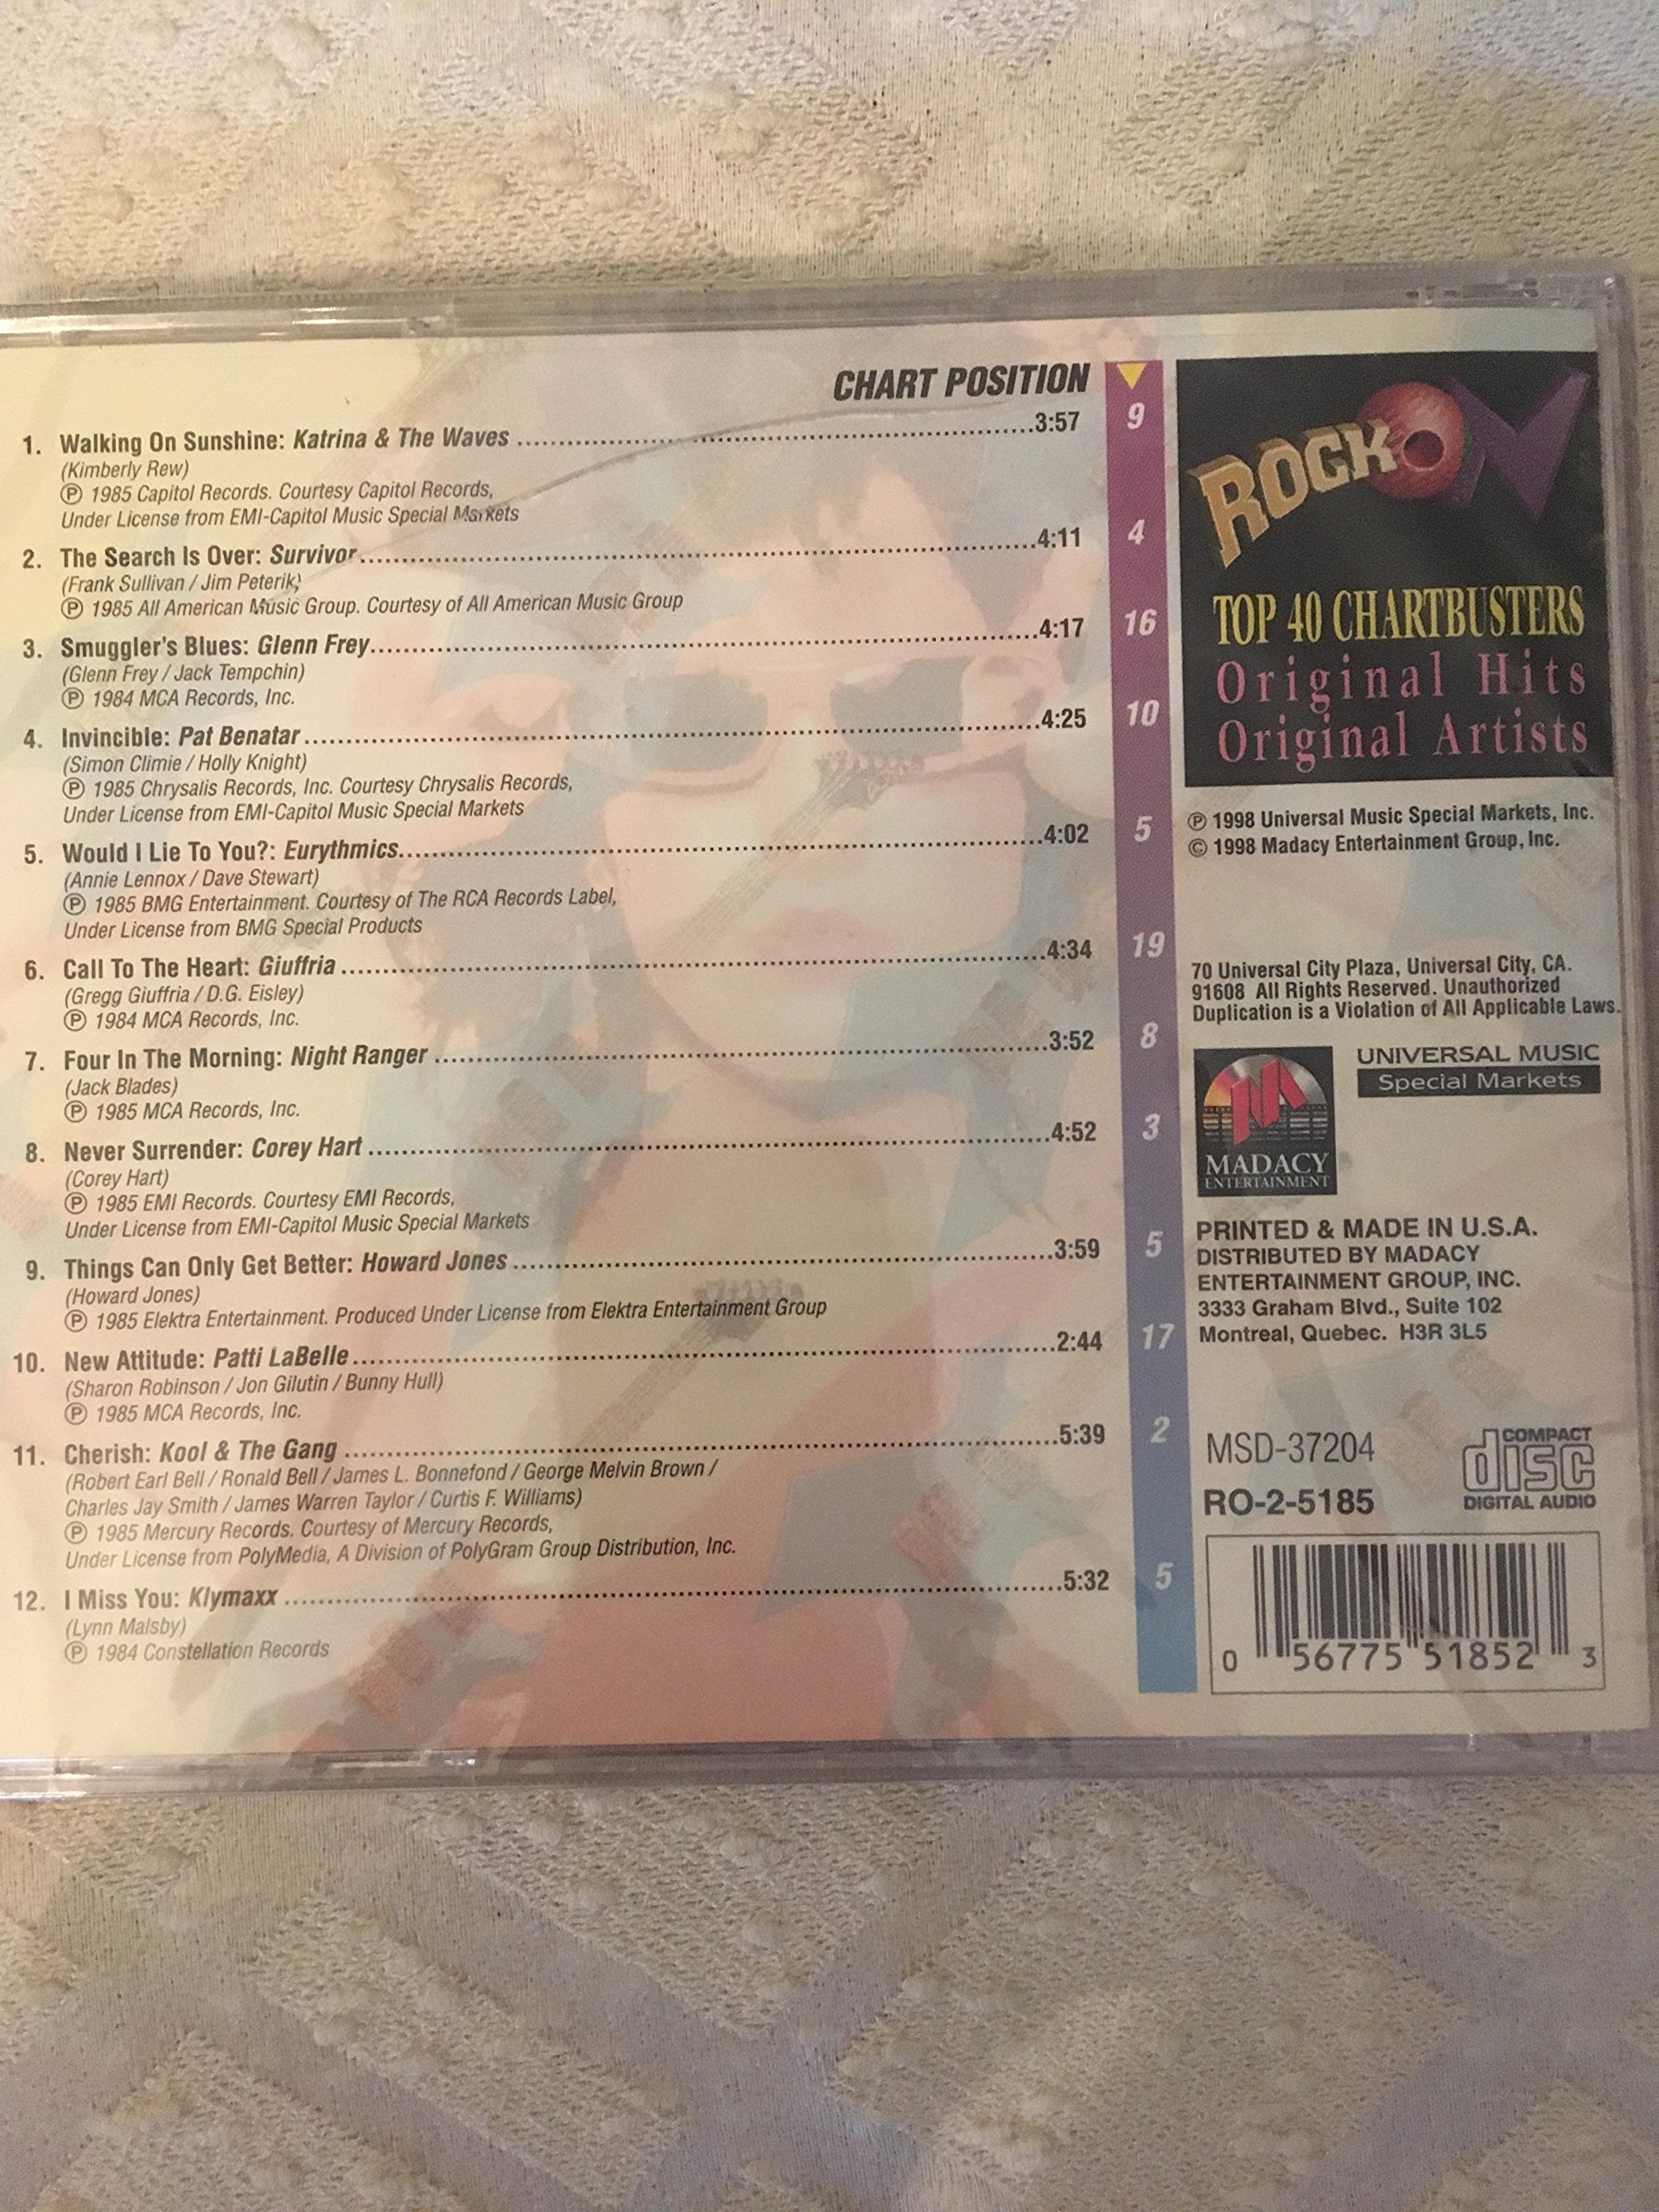 CHART POSITION
1. Walking On Sunshine: Katrina & The Waves ........ 3:57 9
(Kimberly Rew)
Ⓟ 1985 Capitol Records. Courtesy Capitol Records,
Under License from EMI-Capitol Music Special Markets
2. The Search Is Over: Survivor ........ 4:11 4
(Frank Sullivan / Jim Peterik)
Ⓟ 1985 All American Music Group. Courtesy of All American Music Group
3. Smuggler's Blues: Glenn Frey ........ 4:17 16
(Glenn Frey / Jack Tempchin)
Ⓟ 1984 MCA Records, Inc.
4. Invincible: Pat Benatar ........ 4:25 10
(Simon Climie / Holly Knight)
Ⓟ 1985 Chrysalis Records, Inc. Courtesy Chrysalis Records,
Under License from EMI-Capitol Music Special Markets
5. Would I Lie To You?: Eurythmics ........ 4:02 5
(Annie Lennox / Dave Stewart)
Ⓟ 1985 BMG Entertainment. Courtesy of The RCA Records Label,
Under License from BMG Special Products
6. Call To The Heart: Giuffria ........ 4:34 19
(Gregg Giuffria / D.G. Eisley)
Ⓟ 1984 MCA Records, Inc.
7. Four In The Morning: Night Ranger ........ 3:52 8
(Jack Blades)
Ⓟ 1985 MCA Records, Inc.
8. Never Surrender: Corey Hart ........ 4:52 3
(Corey Hart)
Ⓟ 1985 EMI Records. Courtesy EMI Records,
Under License from EMI-Capitol Music Special Markets
9. Things Can Only Get Better: Howard Jones ........ 3:59 5
(Howard Jones)
Ⓟ 1985 Elektra Entertainment. Produced Under License from Elektra Entertainment Group
10. New Attitude: Patti LaBelle ........ 2:44 17
(Sharon Robinson / Jon Gilutin / Bunny Hull)
Ⓟ 1985 MCA Records, Inc.
11. Cherish: Kool & The Gang ........ 5:39 2
(Robert Earl Bell / Ronald Bell / James L. Bonnefond / George Melvin Brown /
Charles Jay Smith / James Warren Taylor / Curtis F. Williams)
Ⓟ 1985 Mercury Records. Courtesy of Mercury Records,
Under License from PolyMedia, A Division of PolyGram Group Distribution, Inc.
12. I Miss You: Klymaxx ........ 5:32 5
(Lynn Malsby)
Ⓟ 1984 Constellation Records
ROCK ON
TOP 40 CHARTBUSTERS
Original Hits
Original Artists
Ⓟ 1998 Universal Music Special Markets, Inc.
© 1998 Madacy Entertainment Group, Inc.
70 Universal City Plaza, Universal City, CA.
91608 All Rights Reserved. Unauthorized
Duplication is a Violation of All Applicable Laws.
MADACY
ENTERTAINMENT
UNIVERSAL MUSIC
Special Markets
PRINTED & MADE IN U.S.A.
DISTRIBUTED BY MADACY
ENTERTAINMENT GROUP, INC.
3333 Graham Blvd., Suite 102
Montreal, Quebec. H3R 3L5
MSD-37204
RO-2-5185
COMPACT
disc
DIGITAL AUDIO
0 56775 51852 3